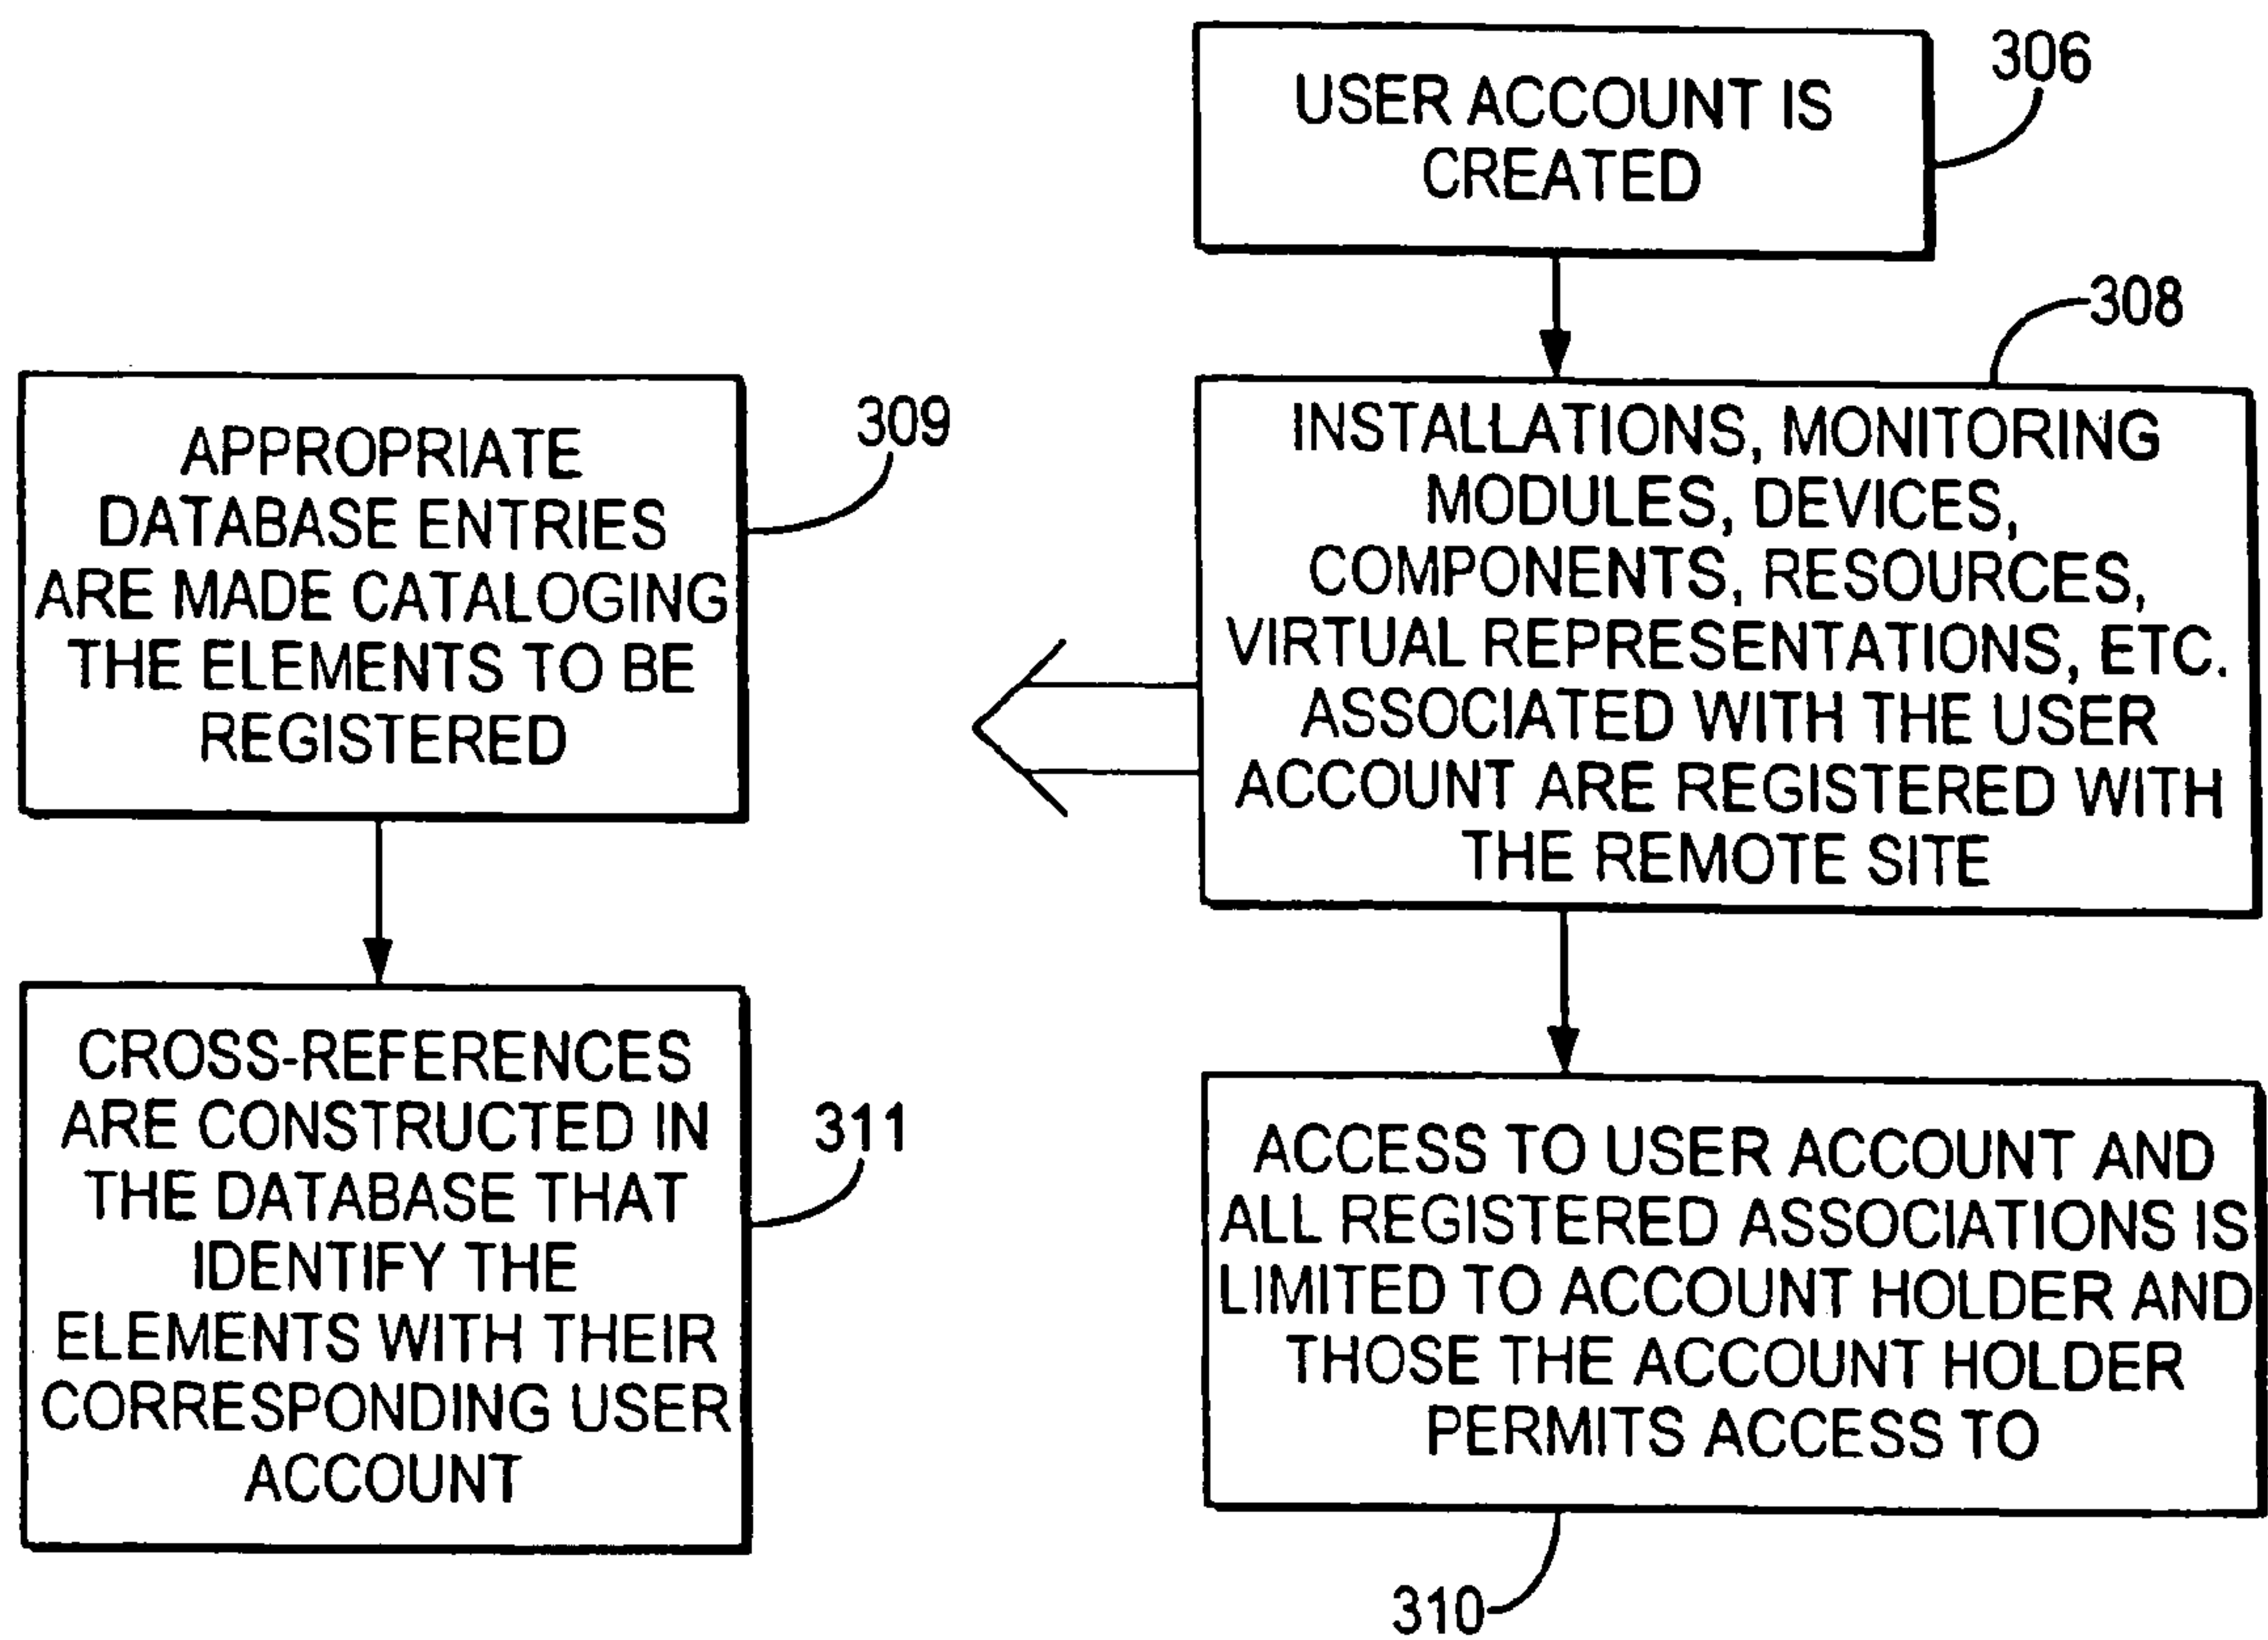 USER ACCOUNT IS
CREATED
306
308
INSTALLATIONS, MONITORING
MODULES, DEVICES,
COMPONENTS, RESOURCES,
VIRTUAL REPRESENTATIONS, ETC.
ASSOCIATED WITH THE USER
ACCOUNT ARE REGISTERED WITH
THE REMOTE SITE
309
APPROPRIATE
DATABASE ENTRIES
ARE MADE CATALOGING
THE ELEMENTS TO BE
REGISTERED
311
CROSS-REFERENCES
ARE CONSTRUCTED IN
THE DATABASE THAT
IDENTIFY THE
ELEMENTS WITH THEIR
CORRESPONDING USER
ACCOUNT
ACCESS TO USER ACCOUNT AND
ALL REGISTERED ASSOCIATIONS IS
LIMITED TO ACCOUNT HOLDER AND
THOSE THE ACCOUNT HOLDER
PERMITS ACCESS TO
310